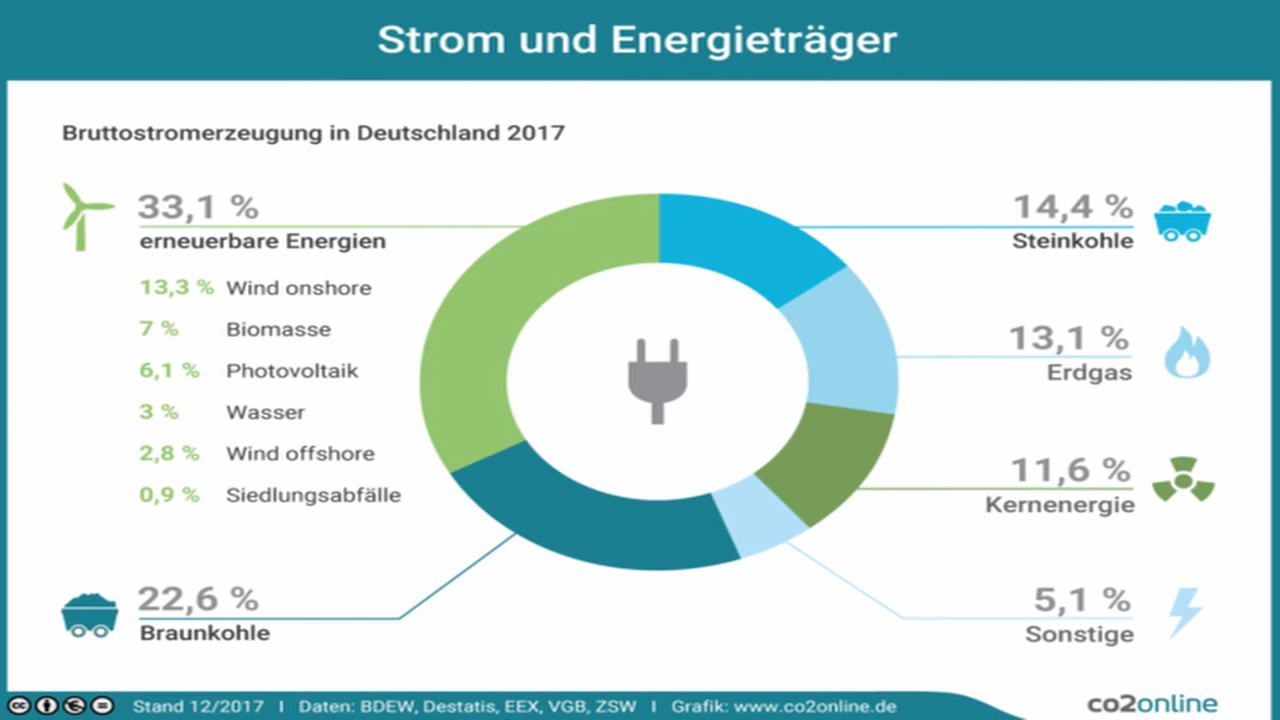 Strom und Energieträger
Bruttostromerzeugung in Deutschland 2017
33,1 %
erneuerbare Energien
13,3 % Wind onshore
7 % Biomasse
6,1 % Photovoltaik
3 % Wasser
2,8 % Wind offshore
0,9 % Siedlungsabfälle
22,6 %
Braunkohle
14,4 %
Steinkohle
13,1 %
Erdgas
11,6 %
Kernenergie
5,1 %
Sonstige
Stand 12/2017 I Daten: BDEW, Destatis, EEX, VGB, ZSW I Grafik: www.co2online.de
co2online